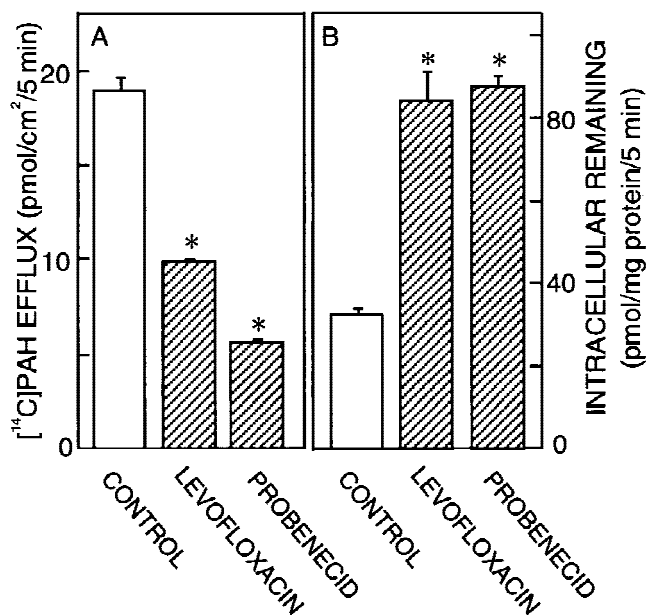 A
B
[¹⁴C]PAH EFFLUX (pmol/cm²/5 min)
20
10
0
*
*
*
*
80
40
0
INTRACELLULAR REMAINING
(pmol/mg protein/5 min)
CONTROL
LEVOFLOXACIN
PROBENECID
CONTROL
LEVOFLOXACIN
PROBENECID